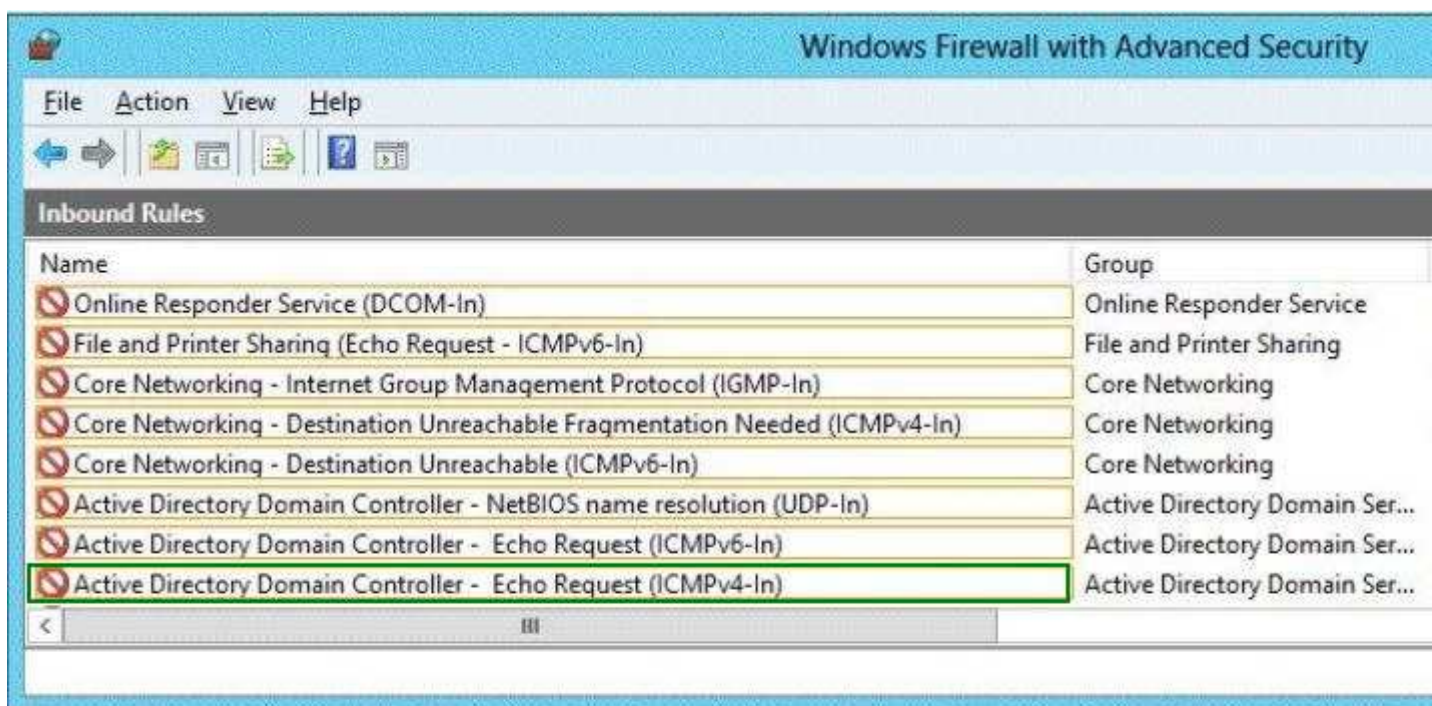 Windows Firewall with Advanced Security
File Action View Help
Inbound Rules
Name Group
Online Responder Service (DCOM-In) Online Responder Service
File and Printer Sharing (Echo Request - ICMPv6-In) File and Printer Sharing
Core Networking - Internet Group Management Protocol (IGMP-In) Core Networking
Core Networking - Destination Unreachable Fragmentation Needed (ICMPv4-In) Core Networking
Core Networking - Destination Unreachable (ICMPv6-In) Core Networking
Active Directory Domain Controller - NetBIOS name resolution (UDP-In) Active Directory Domain Ser...
Active Directory Domain Controller -  Echo Request (ICMPv6-In) Active Directory Domain Ser...
Active Directory Domain Controller -  Echo Request (ICMPv4-In) Active Directory Domain Ser...